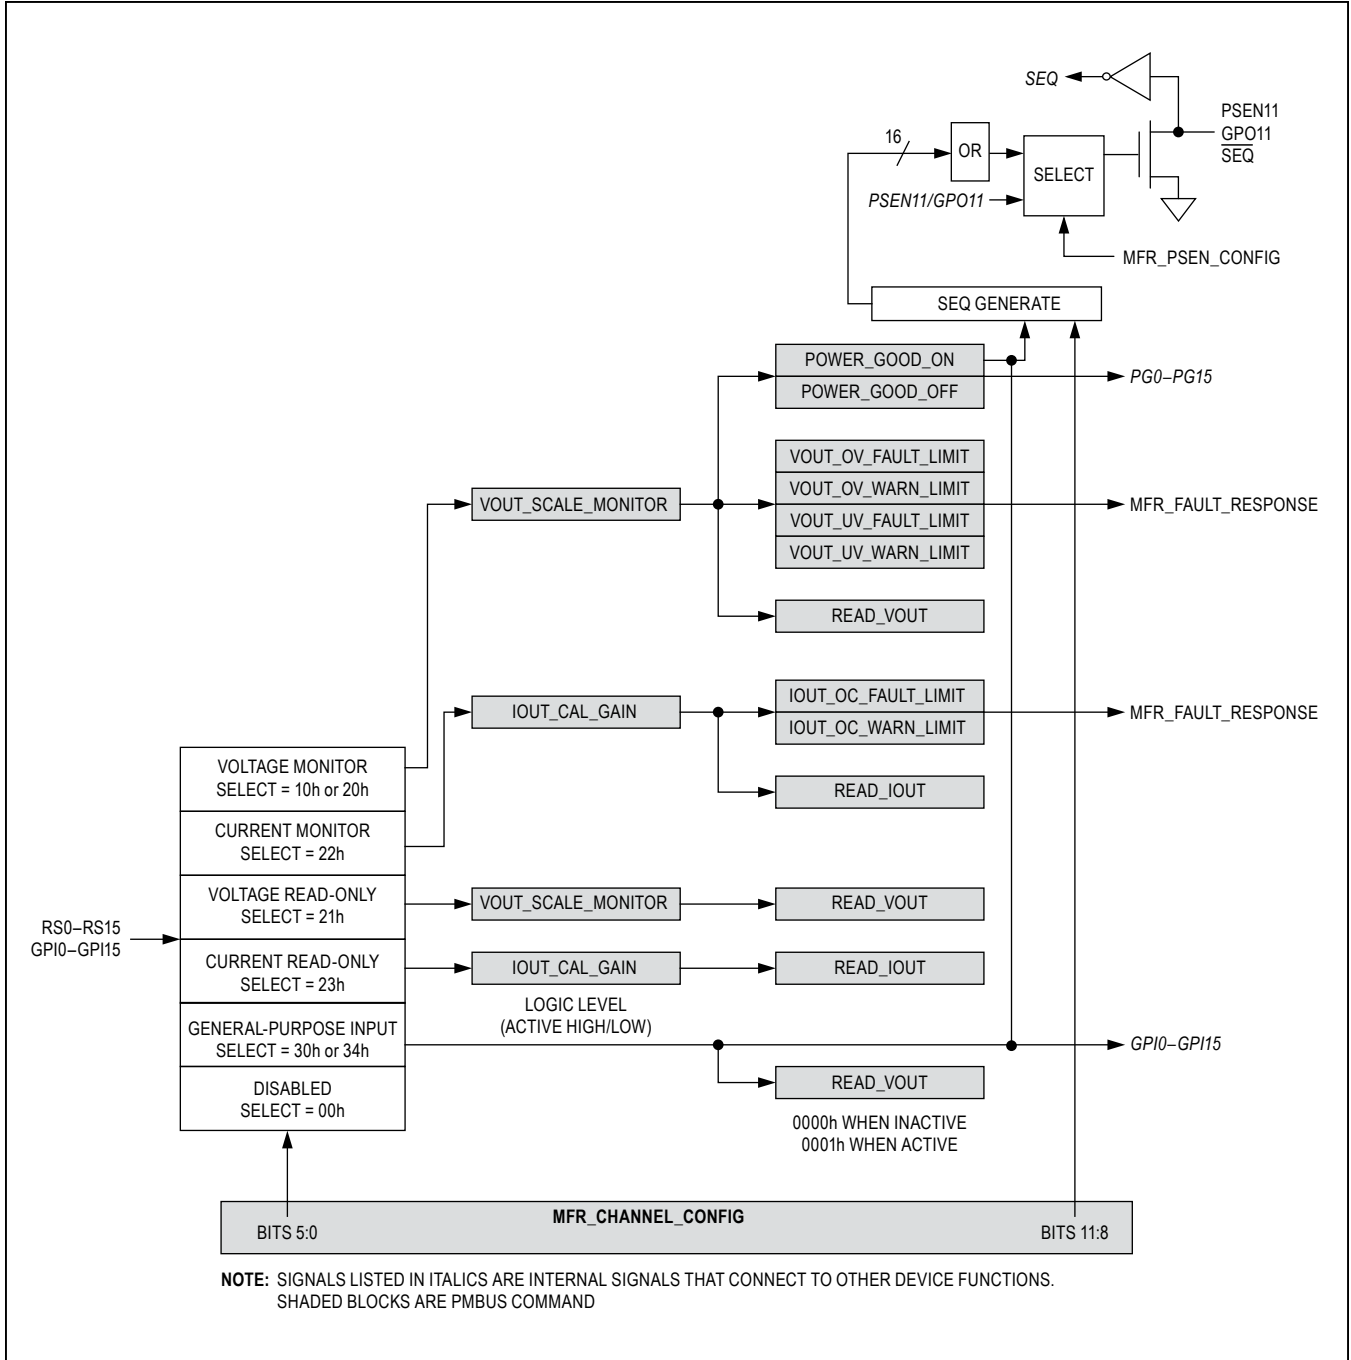 SEQ
PSEN11
GPO11
SEQ
16
OR
SELECT
PSEN11/GPO11
MFR_PSEN_CONFIG
SEQ GENERATE
POWER_GOOD_ON
PG0–PG15
POWER_GOOD_OFF
VOUT_OV_FAULT_LIMIT
VOUT_OV_WARN_LIMIT
VOUT_SCALE_MONITOR
MFR_FAULT_RESPONSE
VOUT_UV_FAULT_LIMIT
VOUT_UV_WARN_LIMIT
READ_VOUT
IOUT_OC_FAULT_LIMIT
IOUT_CAL_GAIN
MFR_FAULT_RESPONSE
IOUT_OC_WARN_LIMIT
VOLTAGE MONITOR
SELECT = 10h or 20h
READ_IOUT
CURRENT MONITOR
SELECT = 22h
VOLTAGE READ-ONLY
SELECT = 21h
VOUT_SCALE_MONITOR
READ_VOUT
RS0–RS15
GPI0–GPI15
CURRENT READ-ONLY
SELECT = 23h
IOUT_CAL_GAIN
READ_IOUT
LOGIC LEVEL
(ACTIVE HIGH/LOW)
GENERAL-PURPOSE INPUT
SELECT = 30h or 34h
GPI0–GPI15
DISABLED
SELECT = 00h
READ_VOUT
0000h WHEN INACTIVE
0001h WHEN ACTIVE
MFR_CHANNEL_CONFIG
BITS 5:0
BITS 11:8
NOTE: SIGNALS LISTED IN ITALICS ARE INTERNAL SIGNALS THAT CONNECT TO OTHER DEVICE FUNCTIONS.
SHADED BLOCKS ARE PMBUS COMMAND